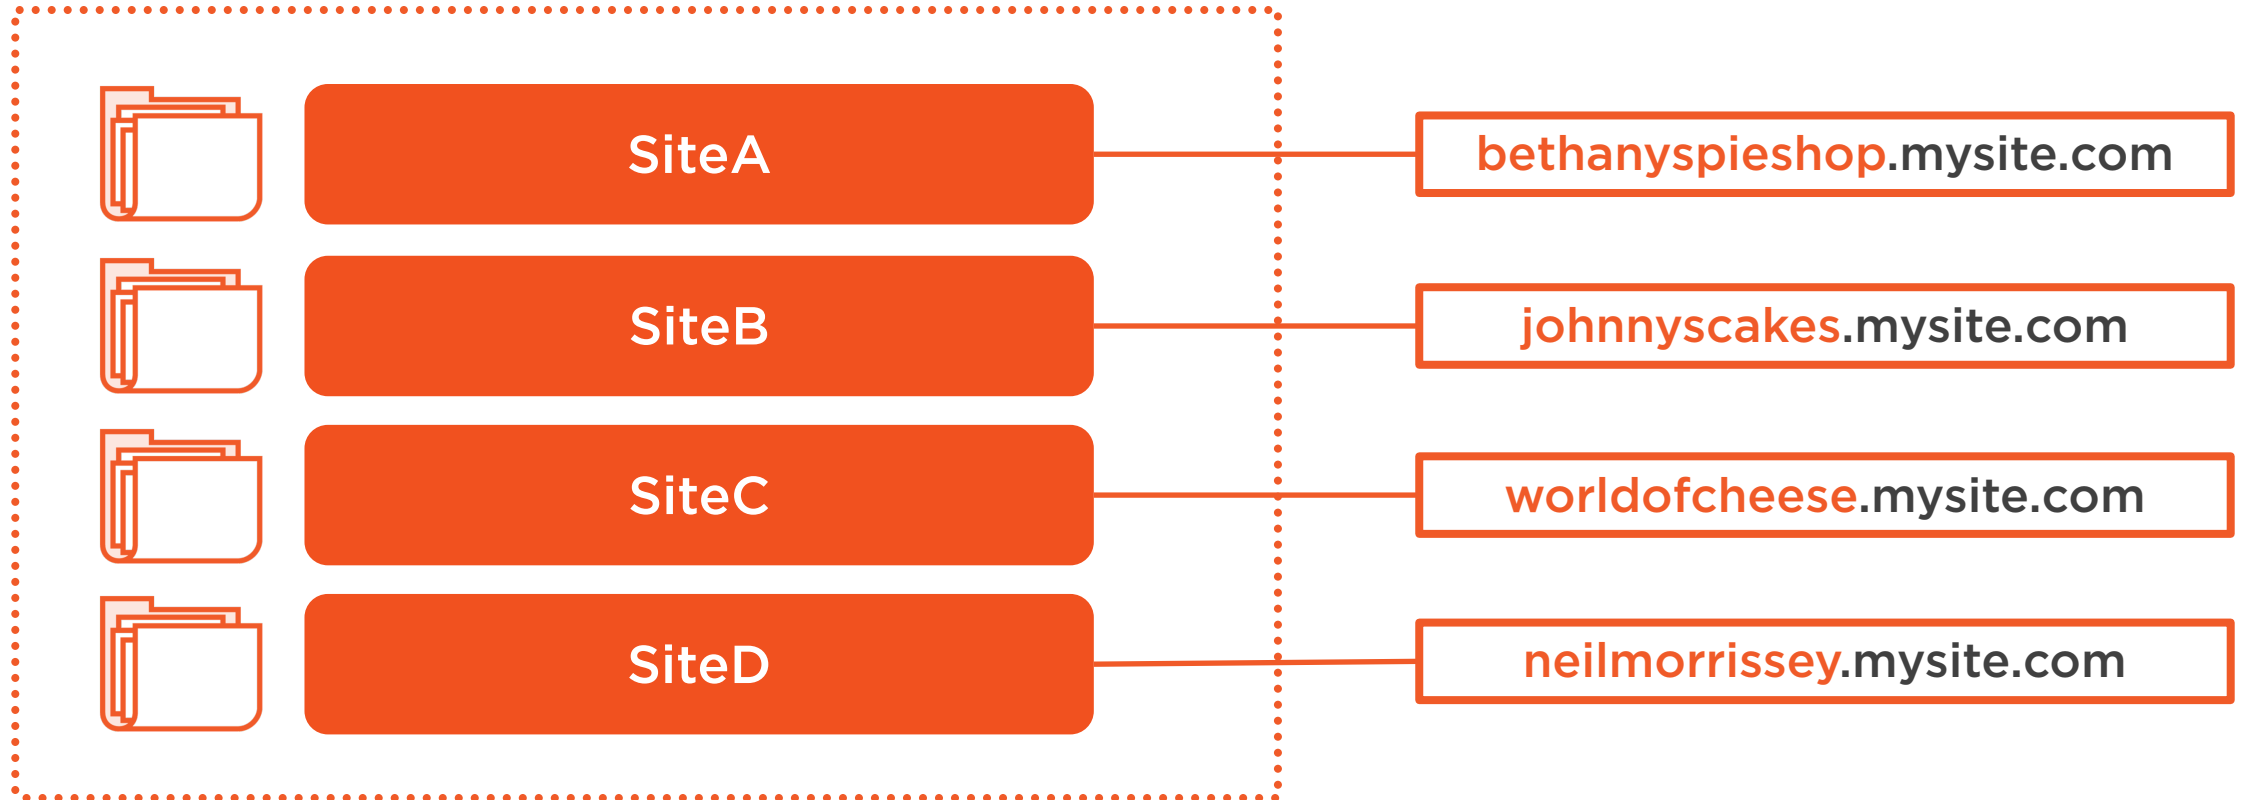 SiteA
bethanyspieshop.mysite.com
SiteB
johnnyscakes.mysite.com
SiteC
worldofcheese.mysite.com
SiteD
neilmorrissey.mysite.com